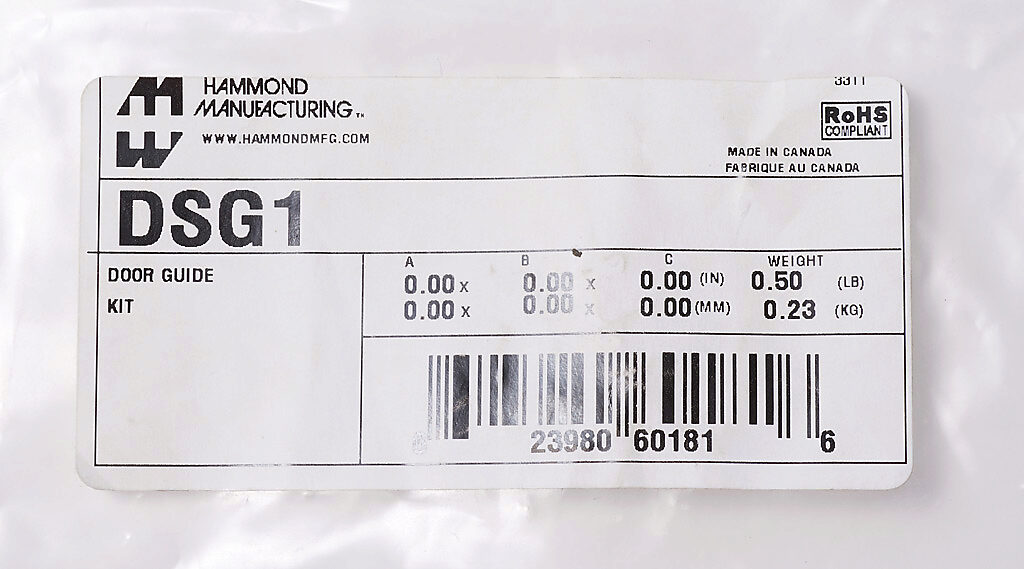 HAMMOND
MANUFACTURING™
WWW.HAMMONDMFG.COM
3311
RoHS
COMPLIANT
MADE IN CANADA
FABRIQUE AU CANADA
DSG1
DOOR GUIDE
KIT
A B C WEIGHT
0.00 X 0.00 X 0.00 (IN) 0.50 (LB)
0.00 X 0.00 X 0.00 (MM) 0.23 (KG)
23980 60181 6